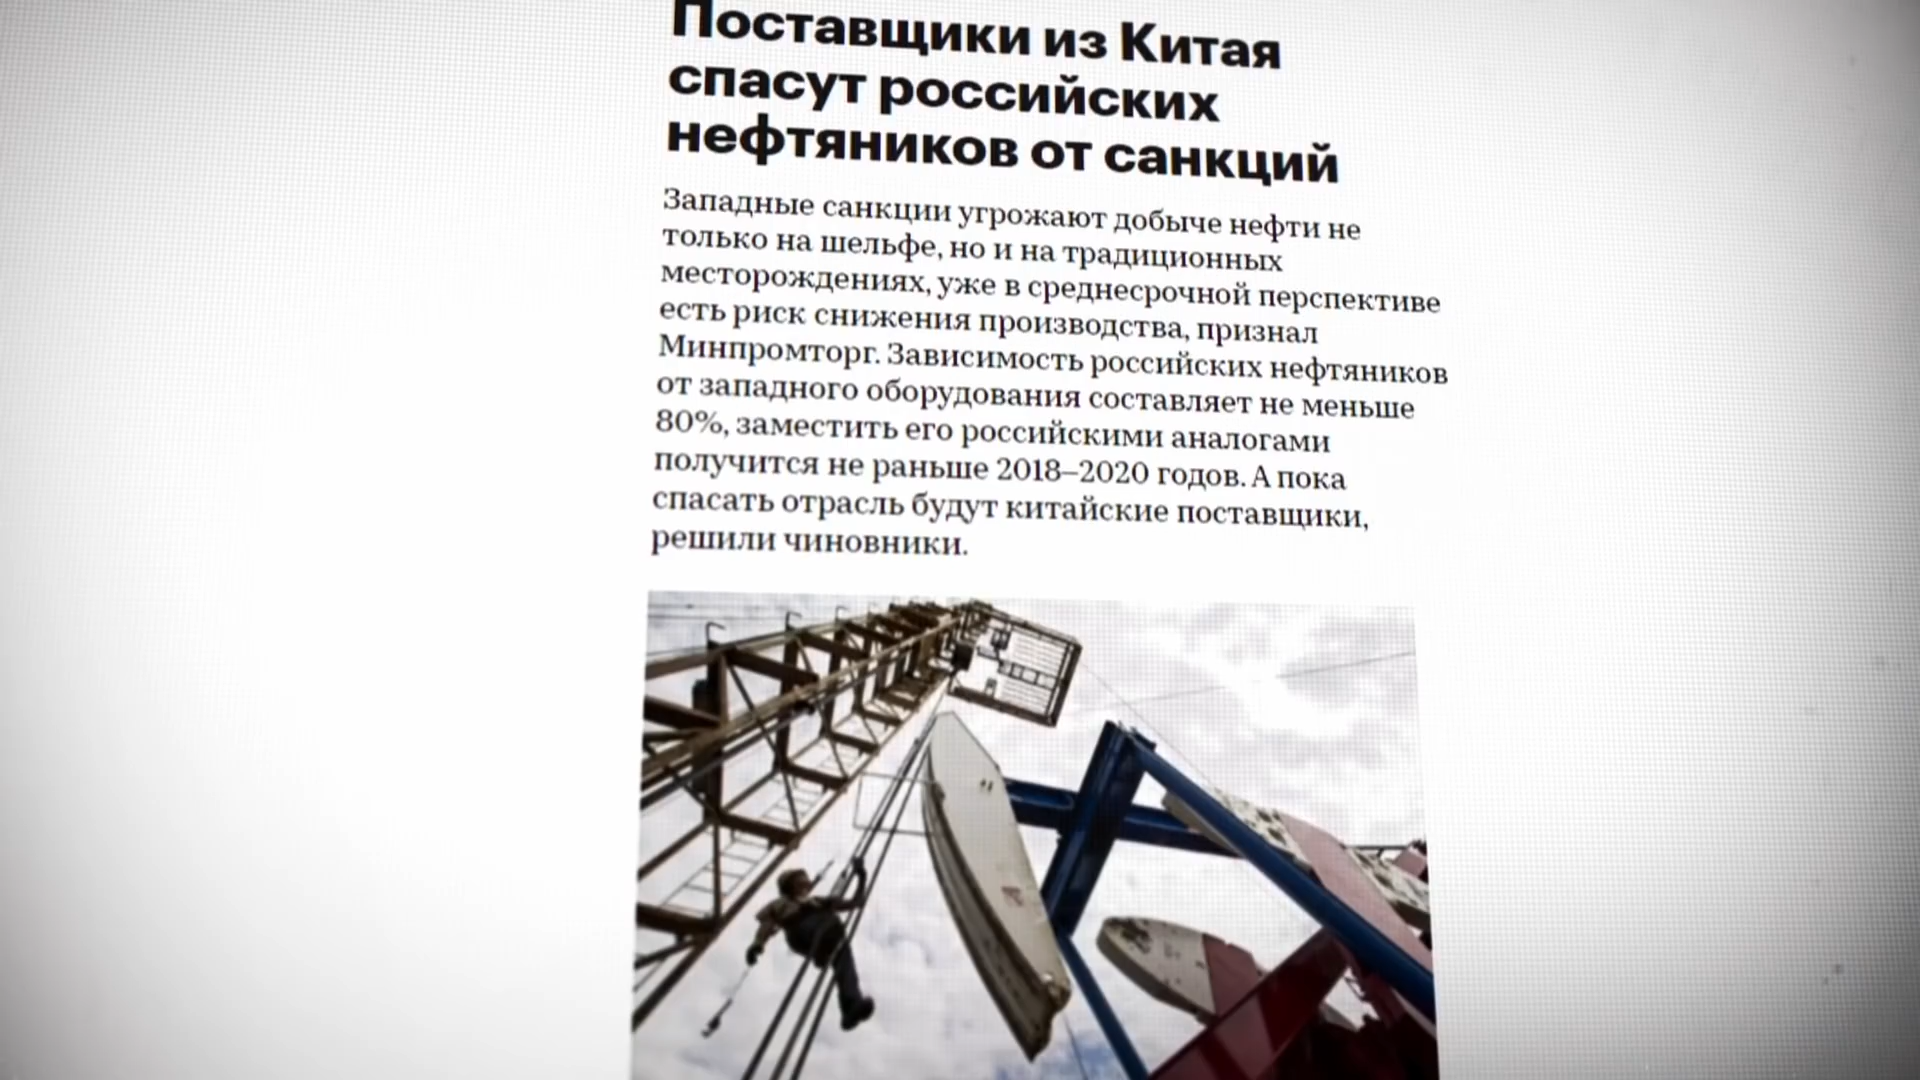 Поставщики из Китая
спасут российских
нефтяников от санкций
Западные санкции угрожают добыче нефти не
только на шельфе, но и на традиционных
месторождениях, уже в среднесрочной перспективе
есть риск снижения производства, признал
Минпромторг. Зависимость российских нефтяников
от западного оборудования составляет не меньше
80%, заместить его российскими аналогами
получится не раньше 2018–2020 годов. А пока
спасать отрасль будут китайские поставщики,
решили чиновники.